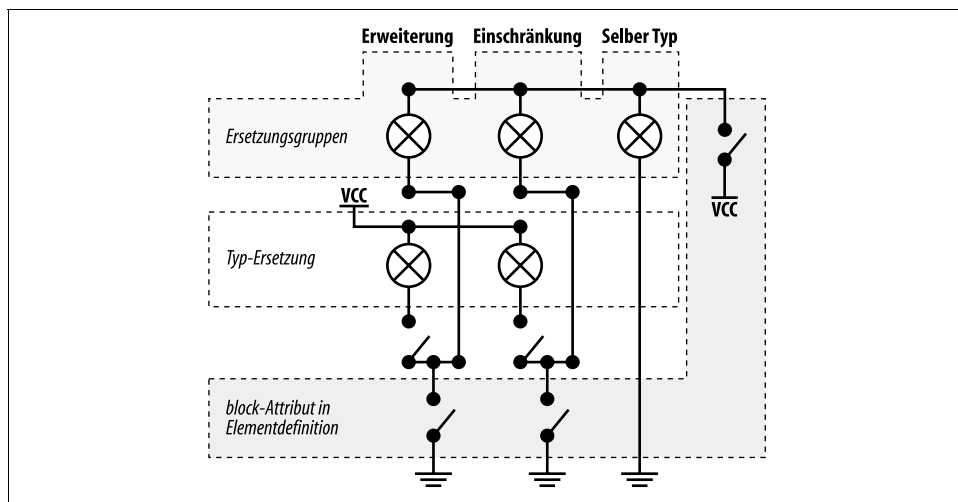 Erweiterung Einschränkung Selber Typ
Ersetzungsgruppen
VCC
VCC
Typ-Ersetzung
block-Attribut in
Elementdefinition